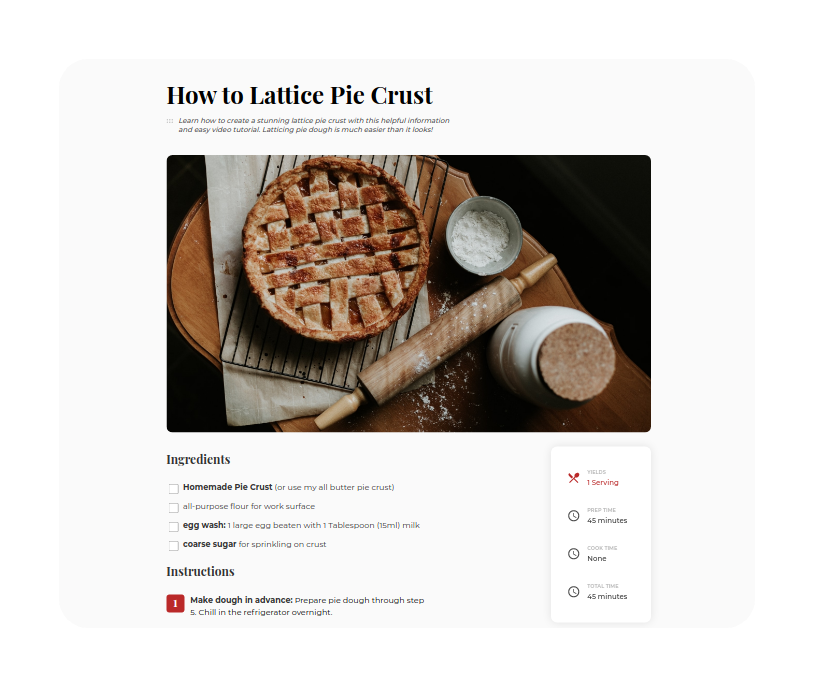 How to Lattice Pie Crust
Learn how to create a stunning lattice pie crust with this helpful information
and easy video tutorial. Latticing pie dough is much easier than it looks!
Ingredients
Homemade Pie Crust (or use my all butter pie crust)
all-purpose flour for work surface
egg wash: 1 large egg beaten with 1 Tablespoon (15ml) milk
coarse sugar for sprinkling on crust
Instructions
1 Make dough in advance: Prepare pie dough through step
5. Chill in the refrigerator overnight.
YIELDS
1 Serving
PREP TIME
45 minutes
COOK TIME
None
TOTAL TIME
45 minutes